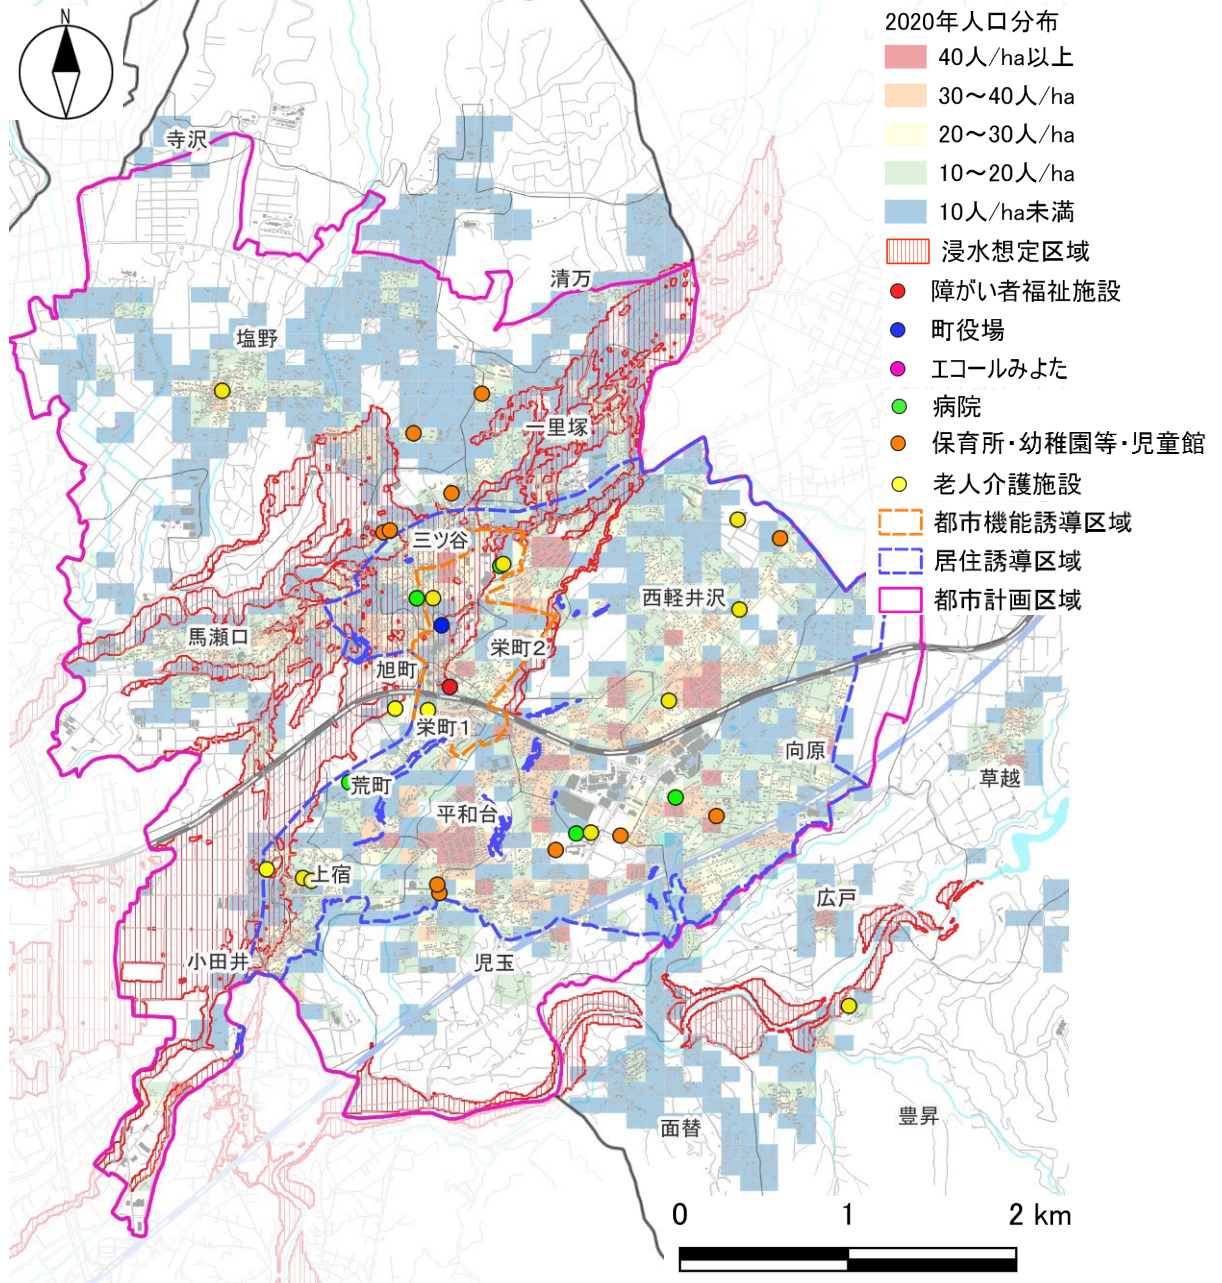 N
2020年人口分布
40人/ha以上
30～40人/ha
20～30人/ha
10～20人/ha
10人/ha未満
浸水想定区域
障がい者福祉施設
町役場
エコールみよた
病院
保育所・幼稚園等・児童館
老人介護施設
都市機能誘導区域
居住誘導区域
都市計画区域
寺沢
清万
塩野
一里塚
三ツ谷
西軽井沢
馬瀬口
栄町2
旭町
栄町1
向原
草越
荒町
平和台
上宿
広戸
小田井
児玉
豊昇
面替
0 1 2 km